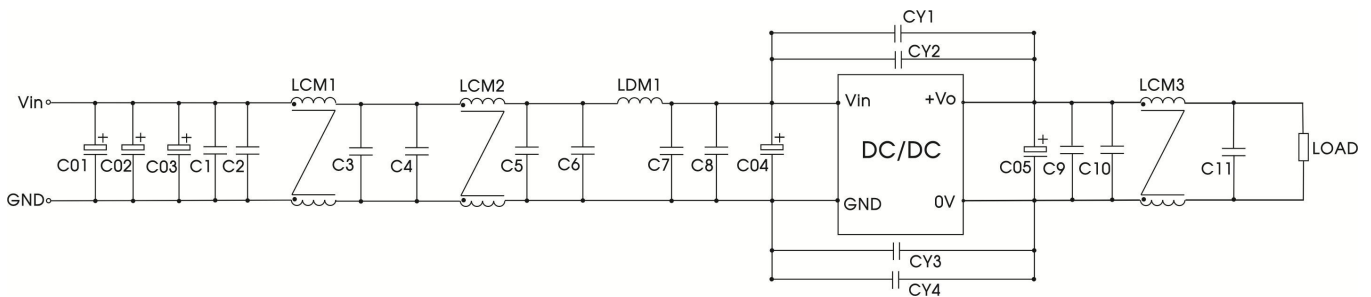 CY1
CY2
LCM1
LCM2
LDM1
LCM3
Vin
Vin
+Vo
+
+
+
+
+
DC/DC
C01
C02
C03
C1
C2
C3
C4
C5
C6
C7
C8
C04
C05
C9
C10
C11
LOAD
GND
GND
0V
CY3
CY4